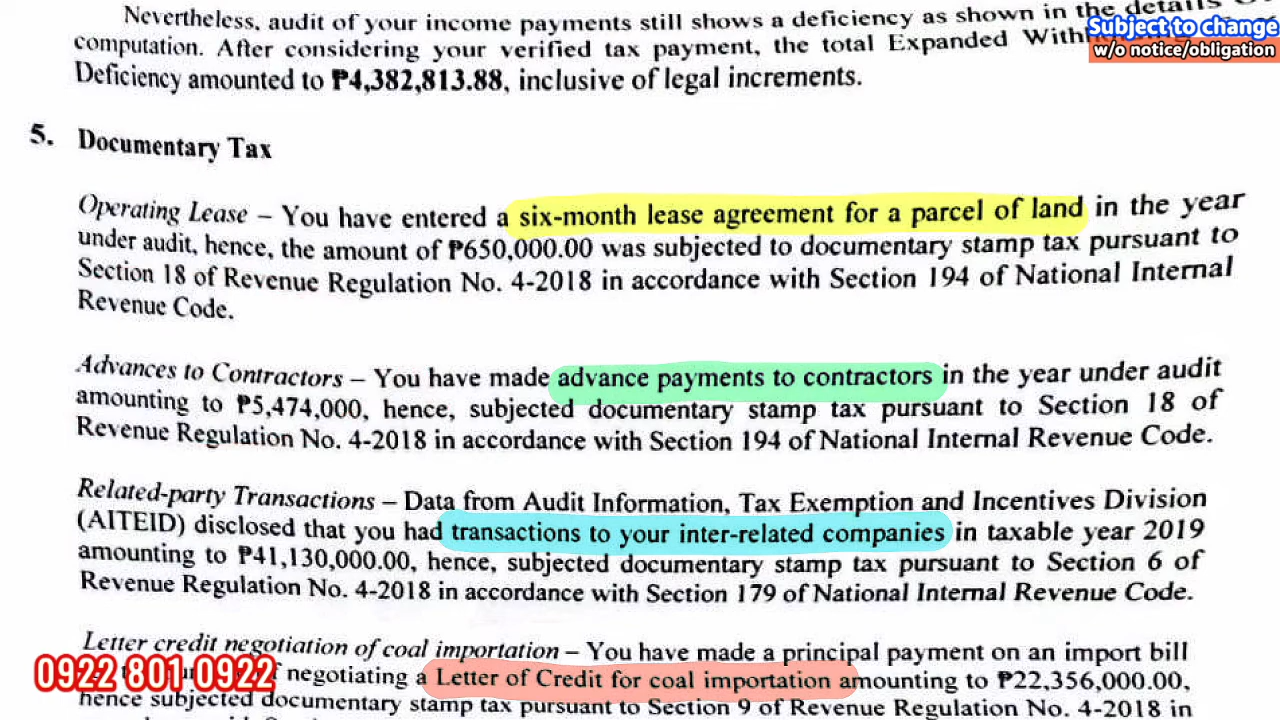 Nevertheless, audit of your income payments still shows a deficiency as shown in the details
computation. After considering your verified tax payment, the total Expanded
Deficiency amounted to ₱4,382,813.88, inclusive of legal increments.
Subject to change
w/o notice/obligation
5. Documentary Tax
Operating Lease – You have entered a six-month lease agreement for a parcel of land in the year
under audit, hence, the amount of ₱650,000.00 was subjected to documentary stamp tax pursuant to
Section 18 of Revenue Regulation No. 4-2018 in accordance with Section 194 of National Internal
Revenue Code.
Advances to Contractors – You have made advance payments to contractors in the year under audit
amounting to ₱5,474,000, hence, subjected documentary stamp tax pursuant to Section 18 of
Revenue Regulation No. 4-2018 in accordance with Section 194 of National Internal Revenue Code.
Related-party Transactions – Data from Audit Information, Tax Exemption and Incentives Division
(AITEID) disclosed that you had transactions to your inter-related companies in taxable year 2019
amounting to ₱41,130,000.00, hence, subjected documentary stamp tax pursuant to Section 6 of
Revenue Regulation No. 4-2018 in accordance with Section 179 of National Internal Revenue Code.
Letter credit negotiation of coal importation – You have made a principal payment on an import bill
negotiating a Letter of Credit for coal importation amounting to ₱22,356,000.00,
hence subjected documentary stamp tax pursuant to Section 9 of Revenue Regulation No. 4-2018 in
0922 801 0922